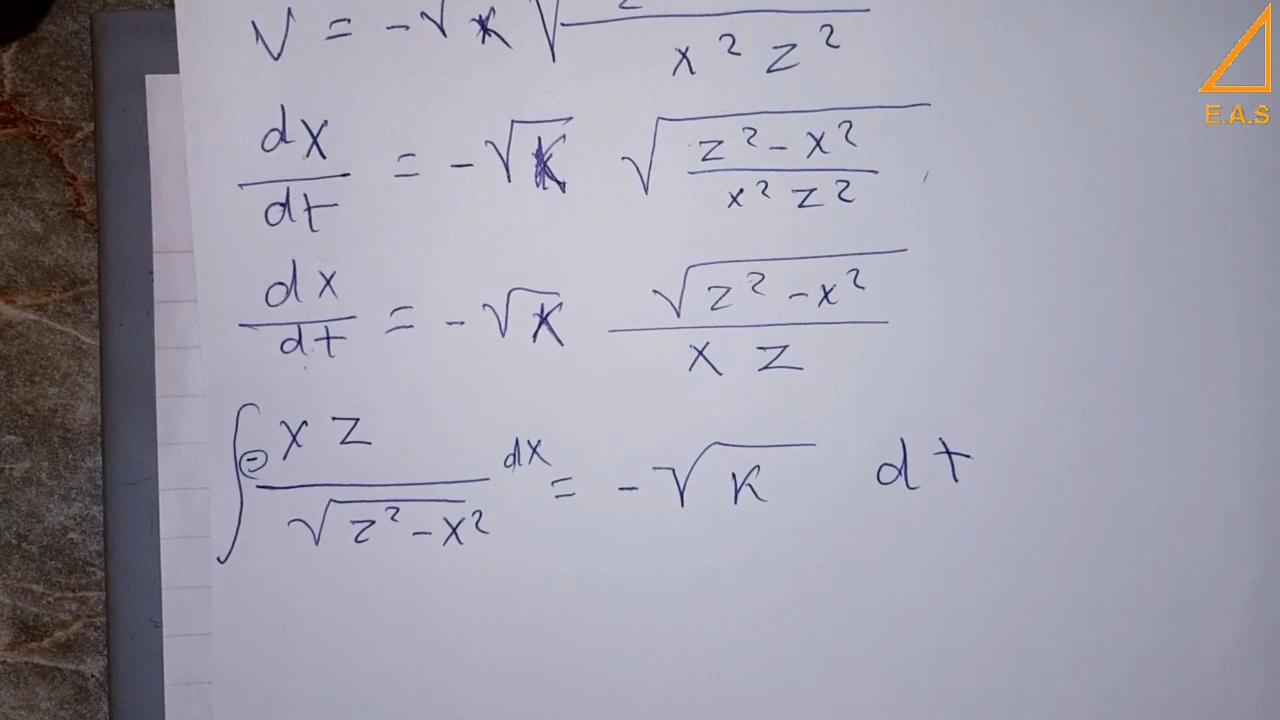 V = -√K √ x² z²
E.A.S
dx/dt = -√K √((z² - x²)/(x² z²))
dx/dt = -√K √(z² - x²)/(x z)
∫ ⊖ x z/√(z² - x²) dx = -√K dt